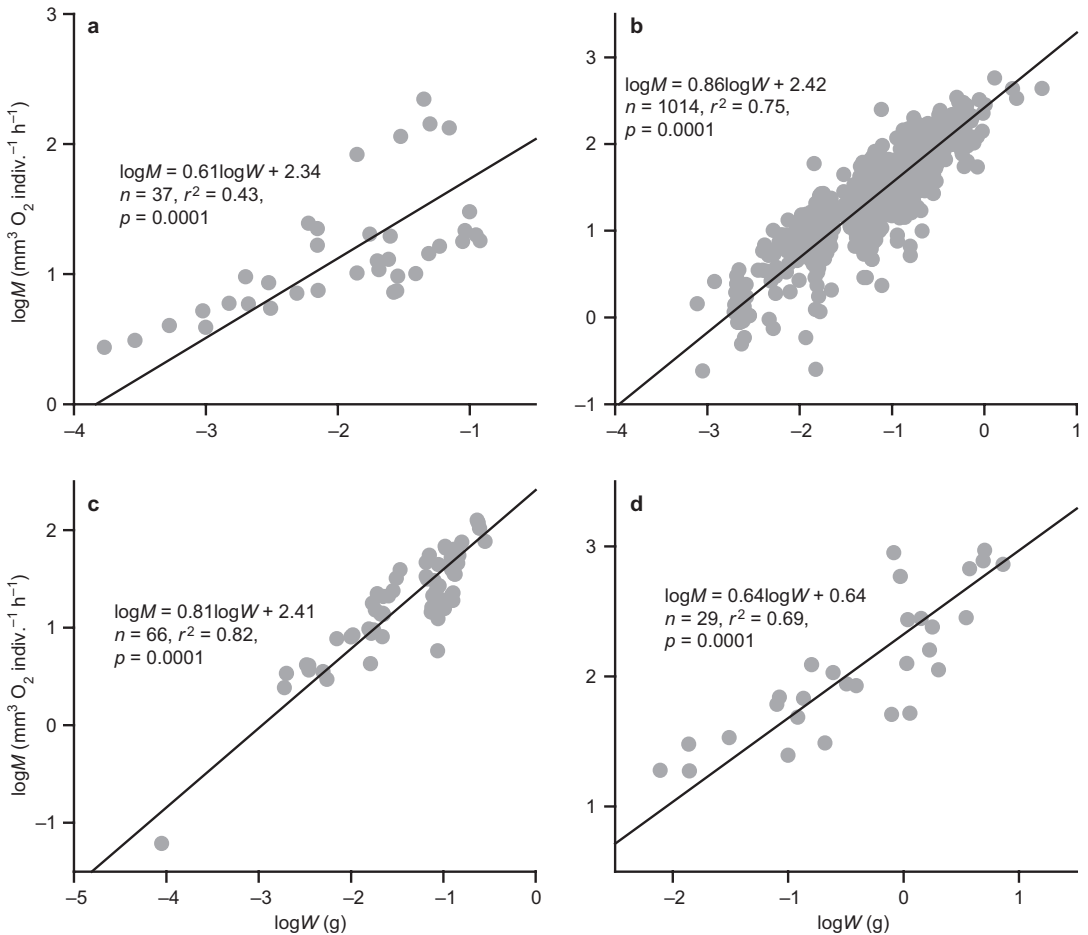 a
3
2
1
0
–4
–3
–2
–1
logM (mm³ O₂ indiv.⁻¹ h⁻¹)
logM = 0.61logW + 2.34
n = 37, r² = 0.43,
p = 0.0001
b
3
2
1
0
–1
–4
–3
–2
–1
0
1
logM = 0.86logW + 2.42
n = 1014, r² = 0.75,
p = 0.0001
c
2
1
0
–1
–5
–4
–3
–2
–1
0
logM (mm³ O₂ indiv.⁻¹ h⁻¹)
logM = 0.81logW + 2.41
n = 66, r² = 0.82,
p = 0.0001
logW (g)
d
3
2
1
–2
–1
0
1
logM = 0.64logW + 0.64
n = 29, r² = 0.69,
p = 0.0001
logW (g)